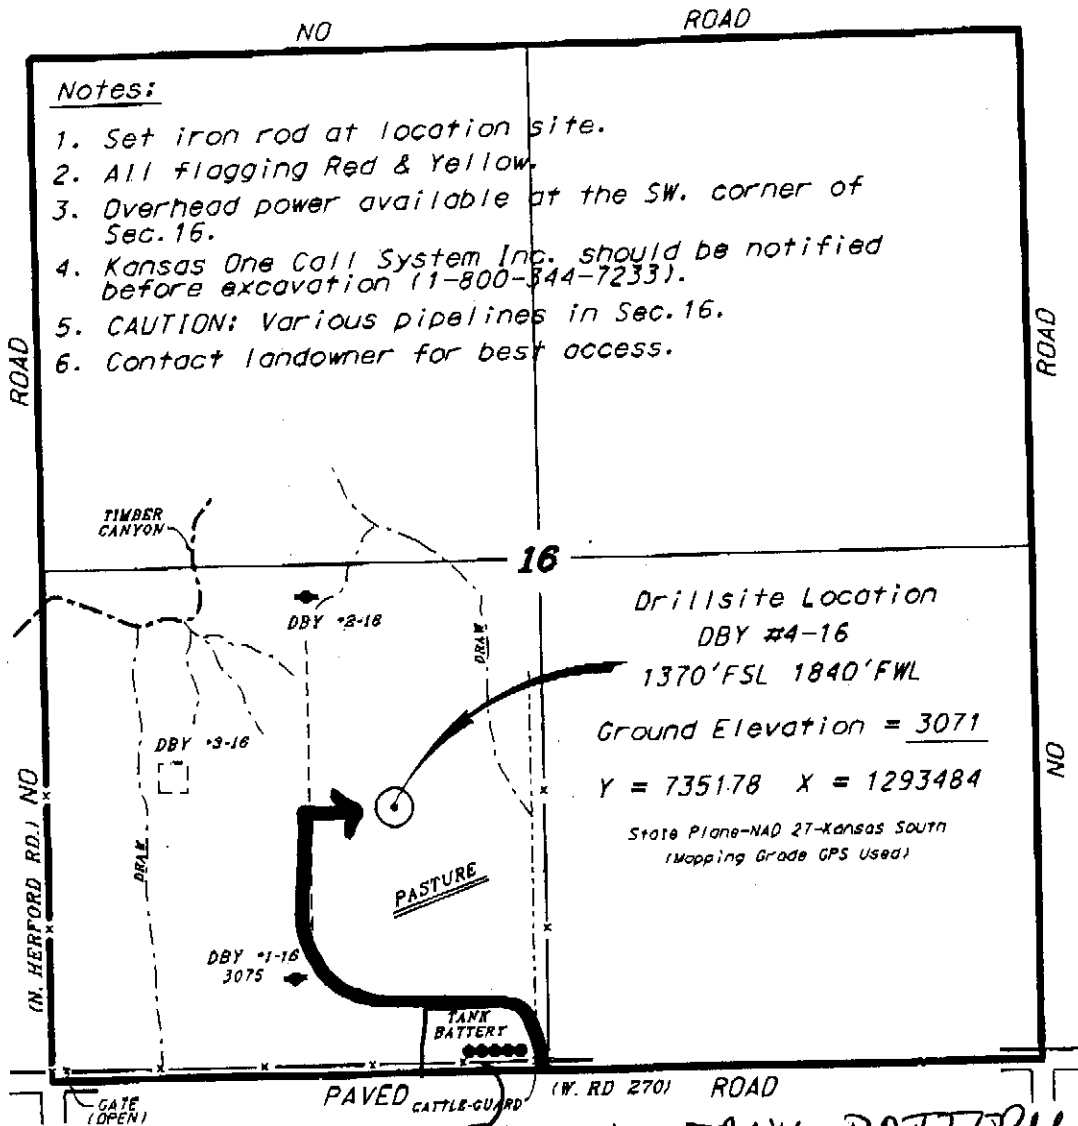 NO ROAD
Notes:
1. Set iron rod at location site.
2. All flagging Red & Yellow.
3. Overhead power available at the SW. corner of
Sec. 16.
4. Kansas One Call System Inc. should be notified
before excavation (1-800-344-7233).
5. CAUTION: Various pipelines in Sec. 16.
6. Contact landowner for best access.
ROAD
ROAD
TIMBER
CANYON
16
DBY #2-16
DRAW
Drillsite Location
DBY #4-16
1370'FSL 1840'FWL
Ground Elevation = 3071
Y = 735178 X = 1293484
State Plane-NAD 27-Kansas South
(Mapping Grade GPS Used)
DBY #3-16
NO
NO
(N. HERFORD RD.)
DRAW
PASTURE
DBY #1-16
3075
TANK
BATTERY
PAVED
CATTLE-GUARD
(W. RD 270)
ROAD
GATE
(OPEN)
TANK BATTERY